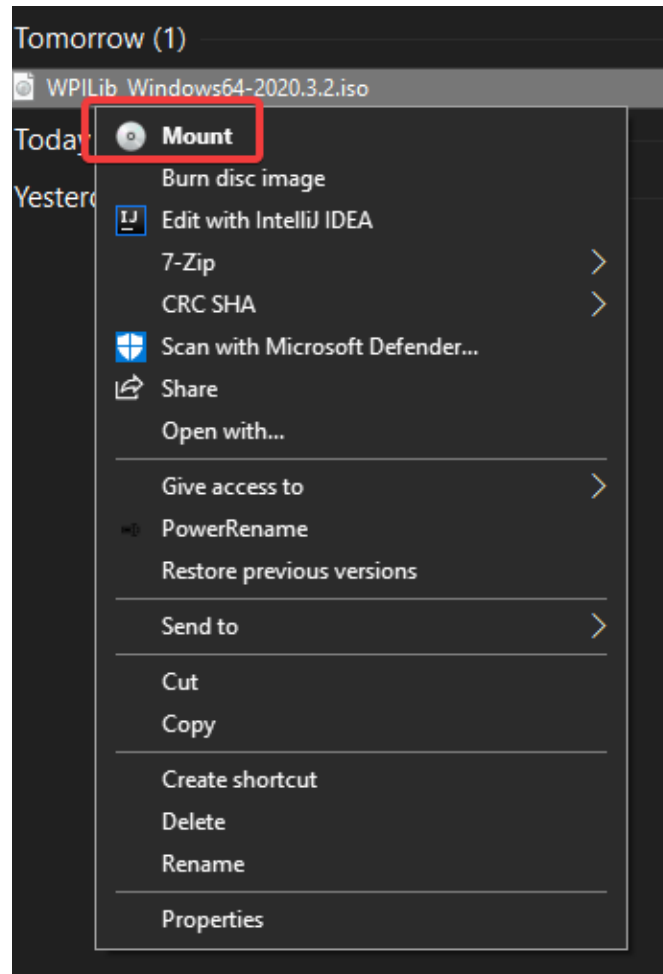 Tomorrow (1)
WPILib_Windows64-2020.3.2.iso
Today
Mount
Burn disc image
Yester
IJ
Edit with IntelliJ IDEA
7-Zip
CRC SHA
Scan with Microsoft Defender...
Share
Open with...
Give access to
PowerRename
Restore previous versions
Send to
Cut
Copy
Create shortcut
Delete
Rename
Properties